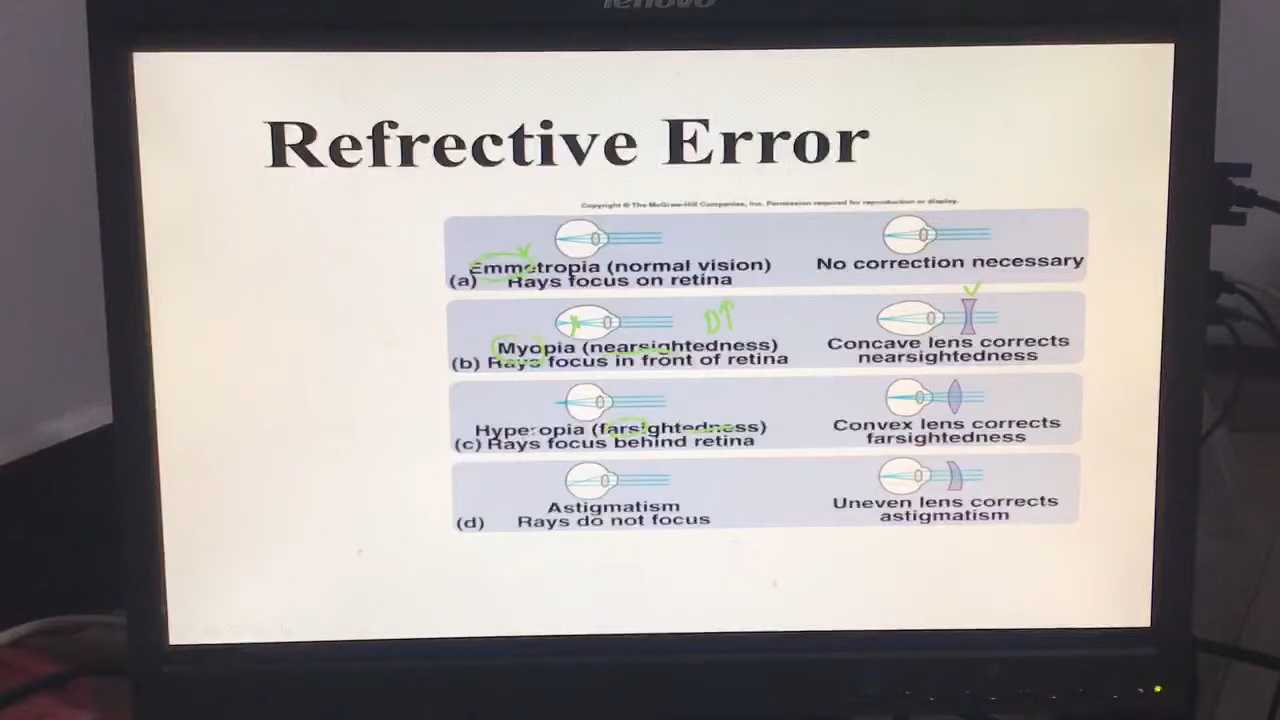 lenovo
Refrective Error
Copyright © The McGraw-Hill Companies, Inc. Permission required for reproduction or display.
Emmetropia (normal vision)
(a) Rays focus on retina
No correction necessary
D↑
Myopia (nearsightedness)
(b) Rays focus in front of retina
Concave lens corrects
nearsightedness
Hyperopia (farsightedness)
(c) Rays focus behind retina
Convex lens corrects
farsightedness
Astigmatism
(d) Rays do not focus
Uneven lens corrects
astigmatism